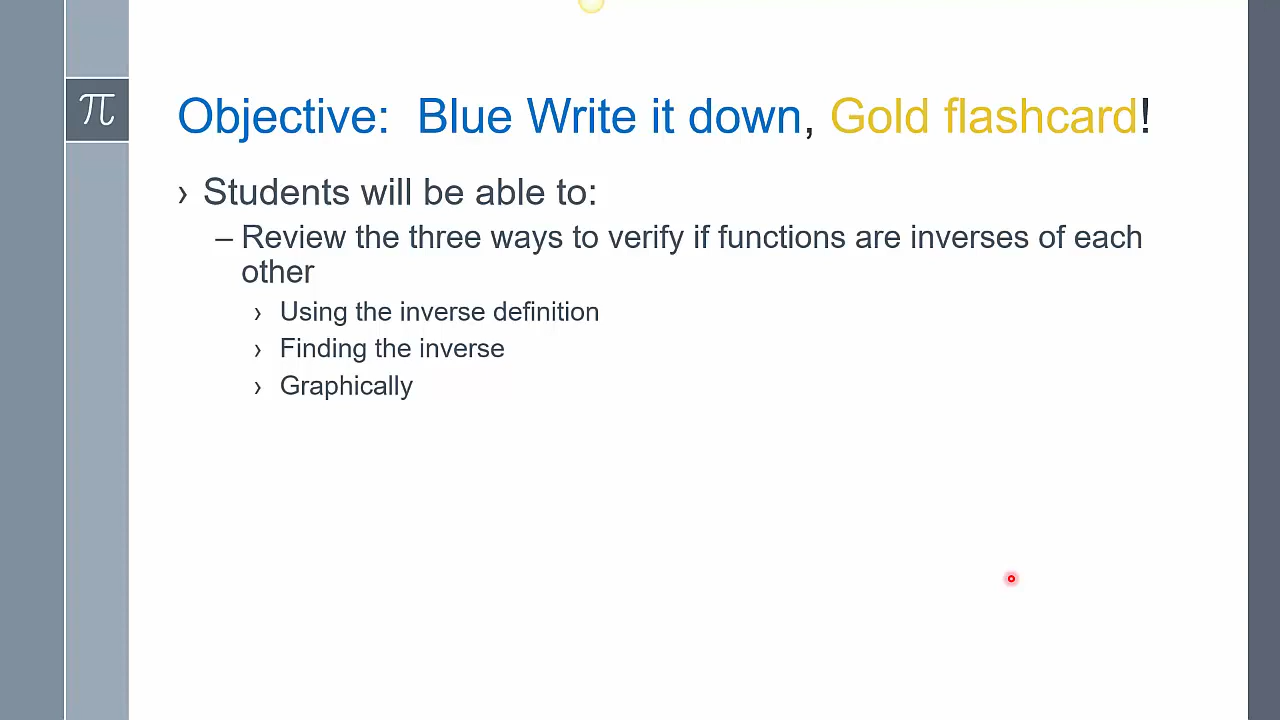 π
Objective:  Blue Write it down, Gold flashcard!
› Students will be able to:
– Review the three ways to verify if functions are inverses of each
other
› Using the inverse definition
› Finding the inverse
› Graphically